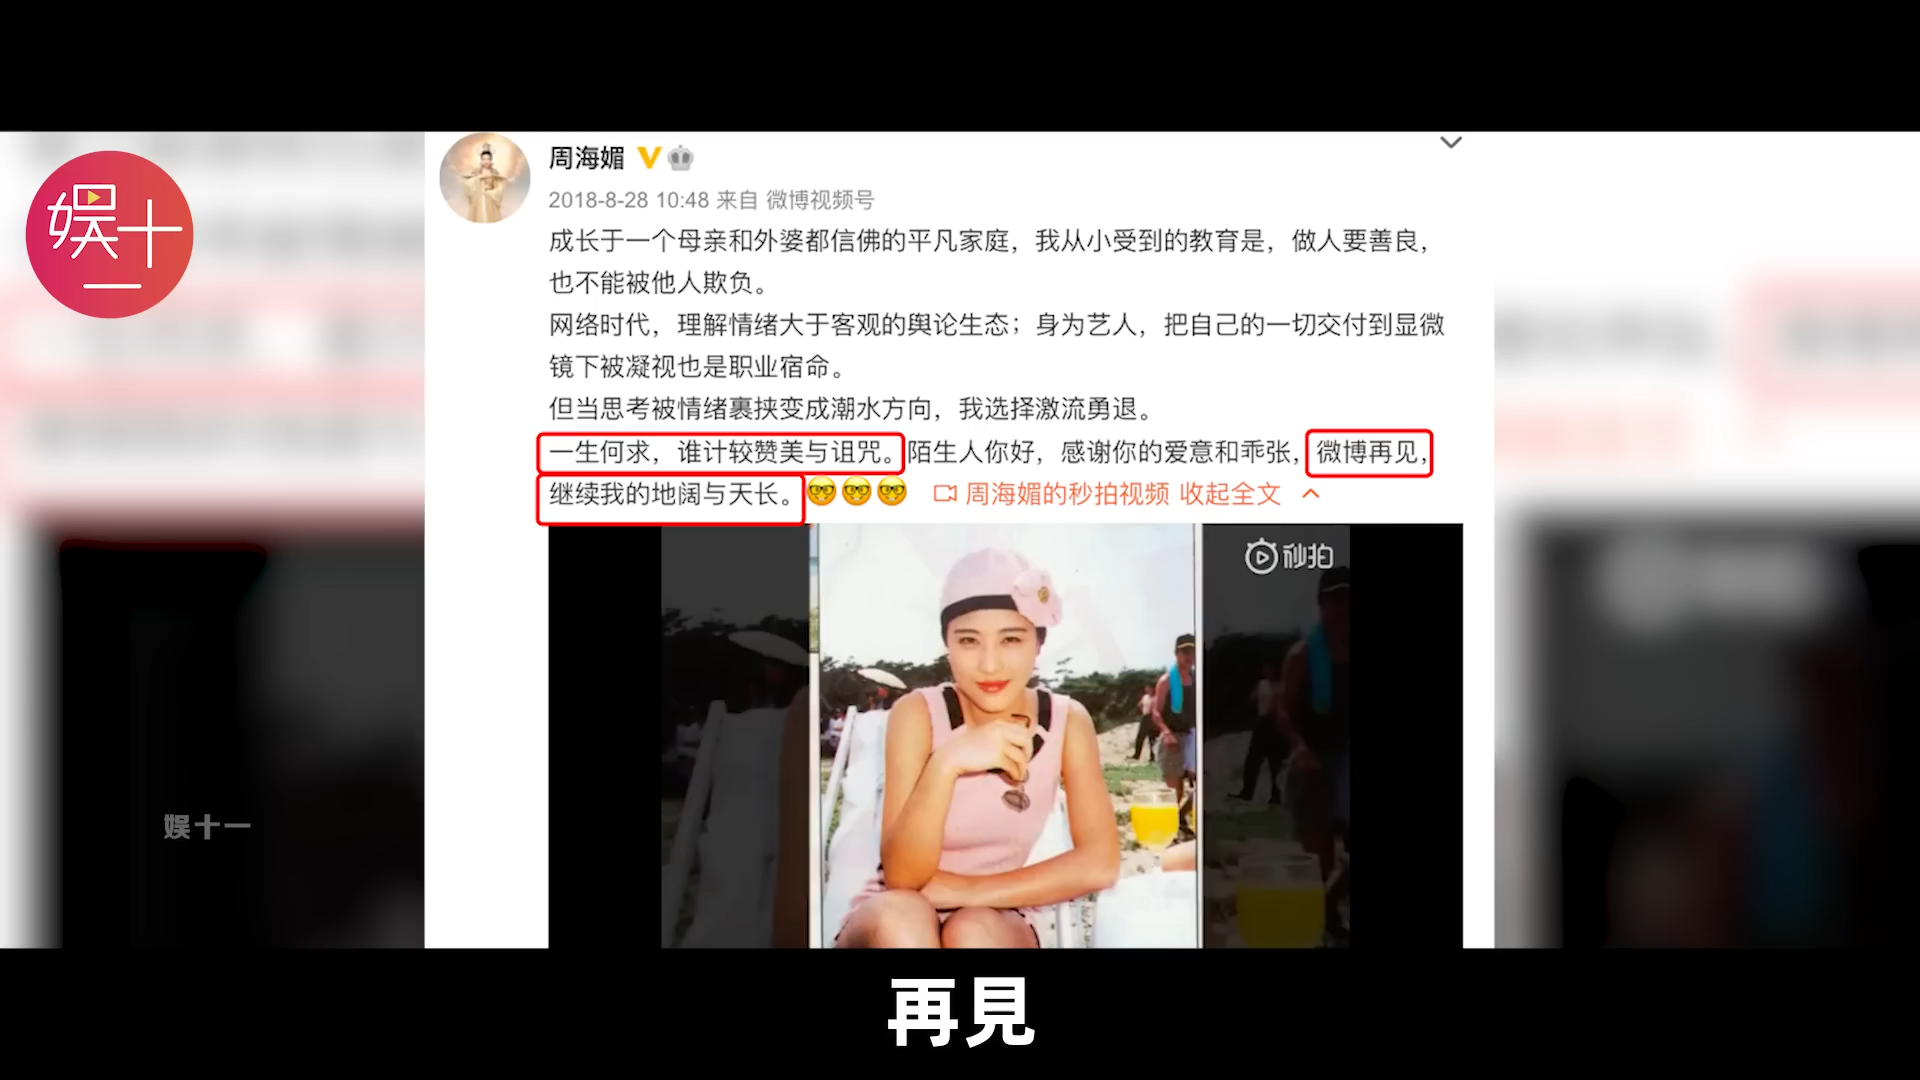 娱十一
周海媚
2018-8-28 10:48 来自 微博视频号
成长于一个母亲和外婆都信佛的平凡家庭，我从小受到的教育是，做人要善良，
也不能被他人欺负。
网络时代，理解情绪大于客观的舆论生态；身为艺人，把自己的一切交付到显微
镜下被凝视也是职业宿命。
但当思考被情绪裹挟变成潮水方向，我选择激流勇退。
一生何求，谁计较赞美与诅咒。陌生人你好，感谢你的爱意和乖张，微博再见，
继续我的地阔与天长。🤓🤓🤓 周海媚的秒拍视频 收起全文
秒拍
娱十一
再見